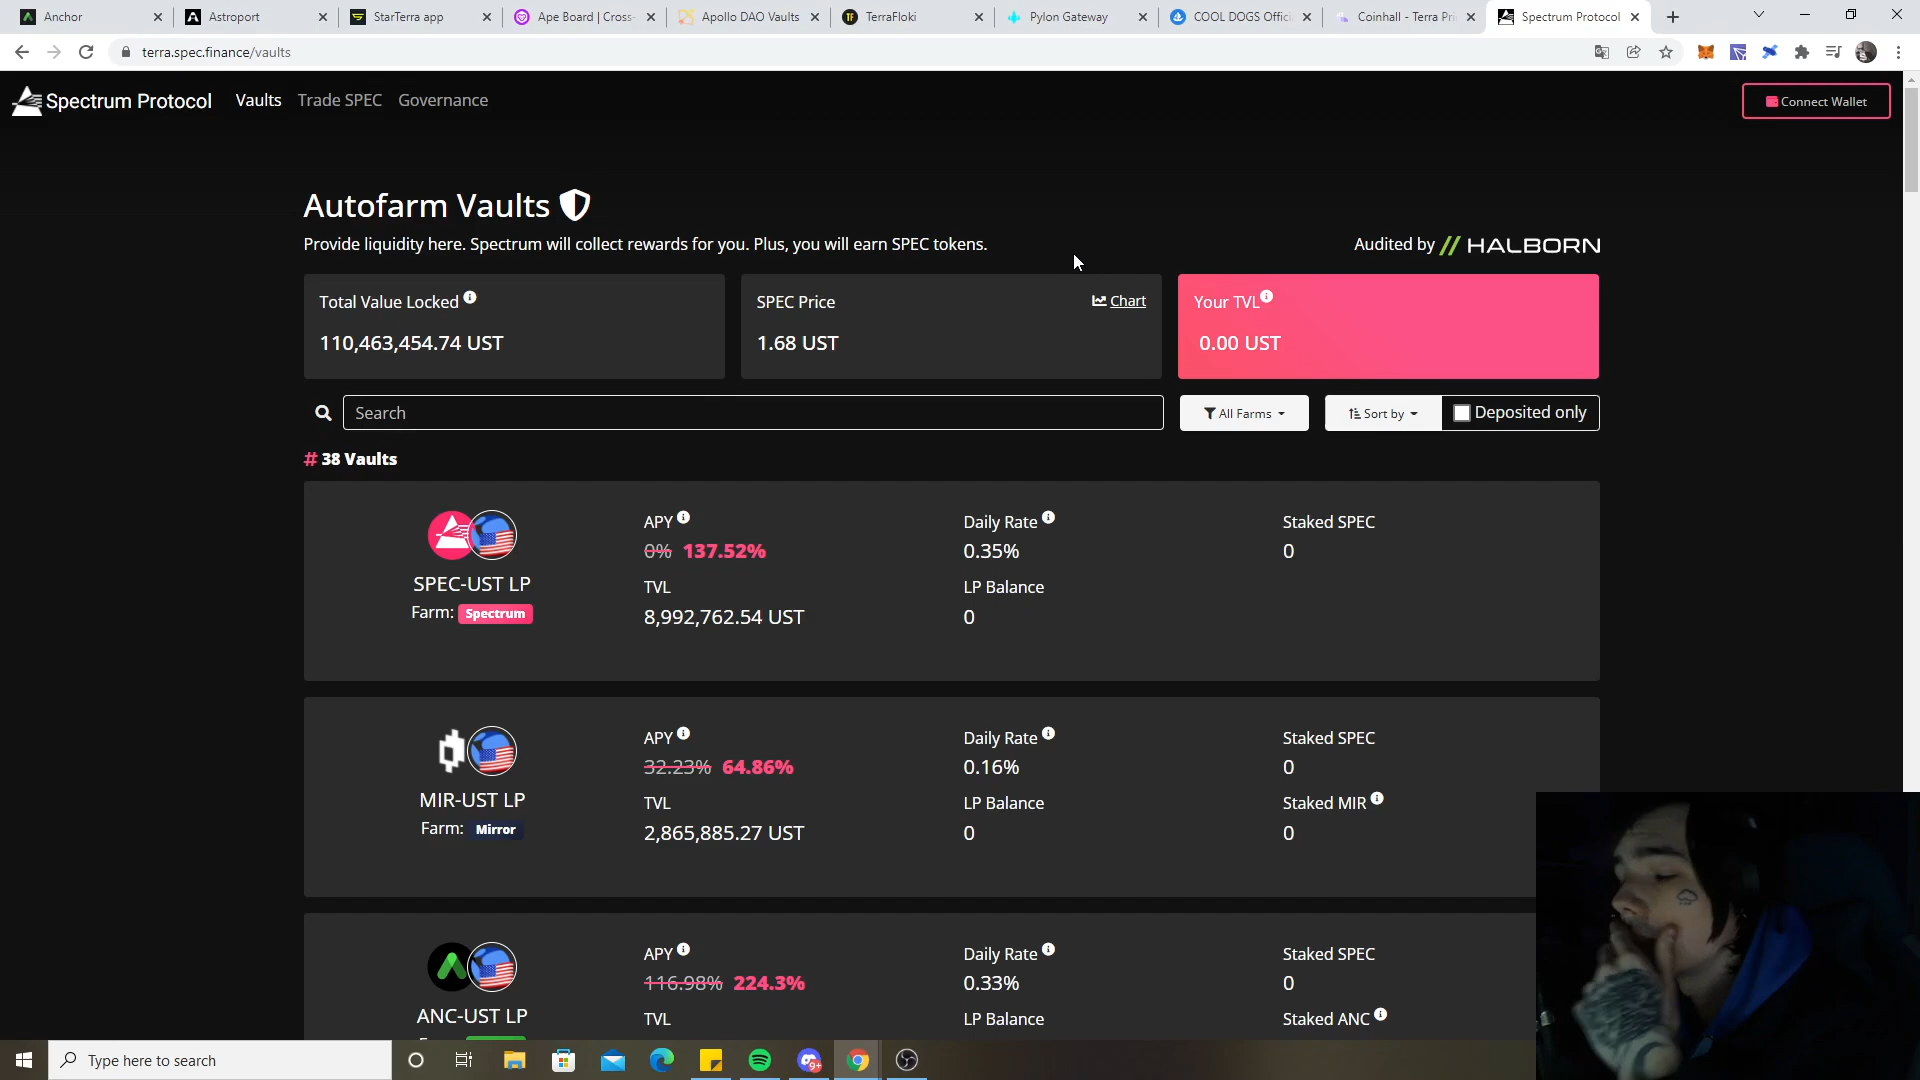 Anchor
Astroport
StarTerra app
Ape Board | Cross-
Apollo DAO Vaults
TerraFloki
Pylon Gateway
COOL DOGS Offici
Coinhall - Terra Pri
Spectrum Protocol
terra.spec.finance/vaults
Spectrum Protocol
Vaults
Trade SPEC
Governance
Connect Wallet
Autofarm Vaults
Provide liquidity here. Spectrum will collect rewards for you. Plus, you will earn SPEC tokens.
Audited by // HALBORN
Total Value Locked
110,463,454.74 UST
SPEC Price
Chart
1.68 UST
Your TVL
0.00 UST
Search
All Farms
Sort by
Deposited only
# 38 Vaults
SPEC-UST LP
Farm: Spectrum
APY
0% 137.52%
TVL
8,992,762.54 UST
Daily Rate
0.35%
LP Balance
0
Staked SPEC
0
MIR-UST LP
Farm: Mirror
APY
32.23% 64.86%
TVL
2,865,885.27 UST
Daily Rate
0.16%
LP Balance
0
Staked SPEC
0
Staked MIR
0
ANC-UST LP
APY
116.98% 224.3%
TVL
Daily Rate
0.33%
LP Balance
Staked SPEC
0
Staked ANC
Type here to search
9+